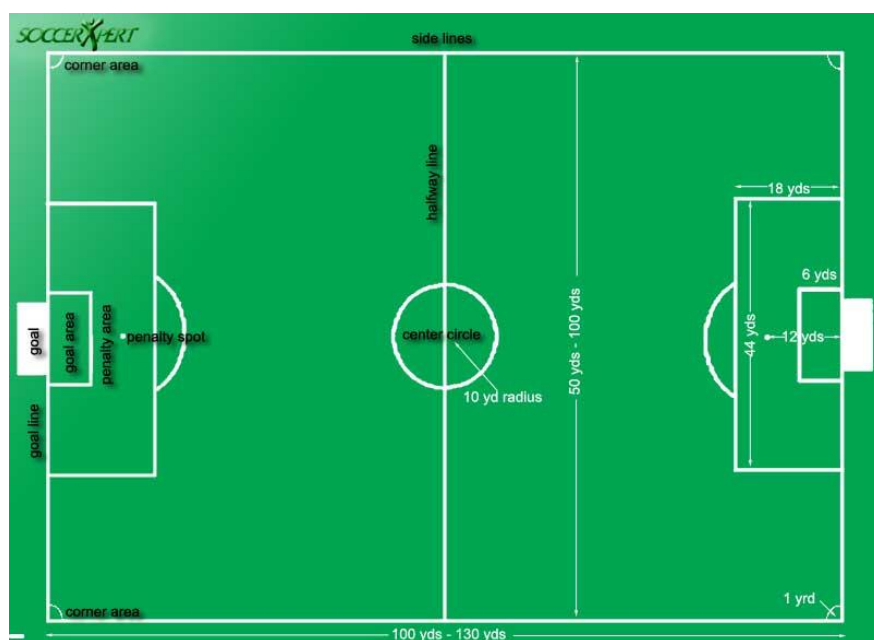 SOCCERXPERT
side lines
corner area
halfway line
18 yds
6 yds
44 yds
12 yds
goal
goal area
penalty area
penalty spot
center circle
10 yd radius
50 yds - 100 yds
goal line
corner area
1 yrd
100 yds - 130 yds